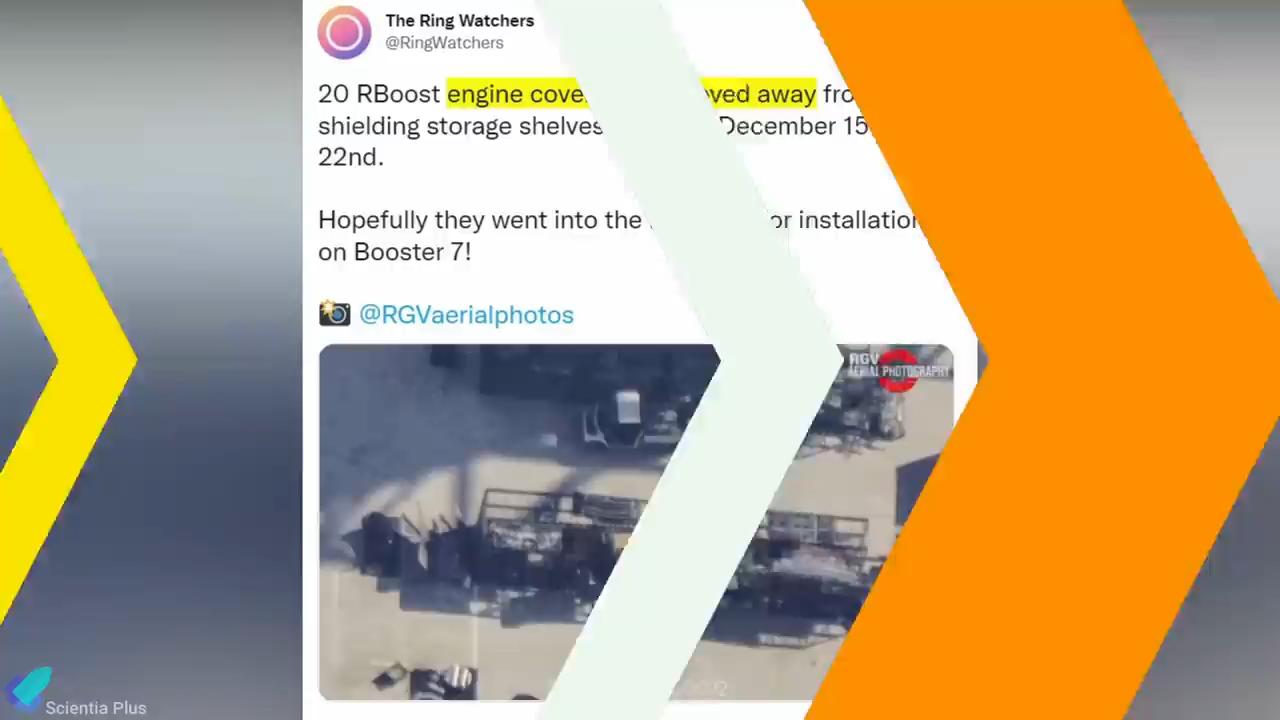 The Ring Watchers
@RingWatchers
20 RBoost engine cove ved away fro
shielding storage shelves December 15
22nd.
Hopefully they went into the or installation
on Booster 7!
@RGVaerialphotos
RGV
AERIAL PHOTOGRAPHY
Scientia Plus